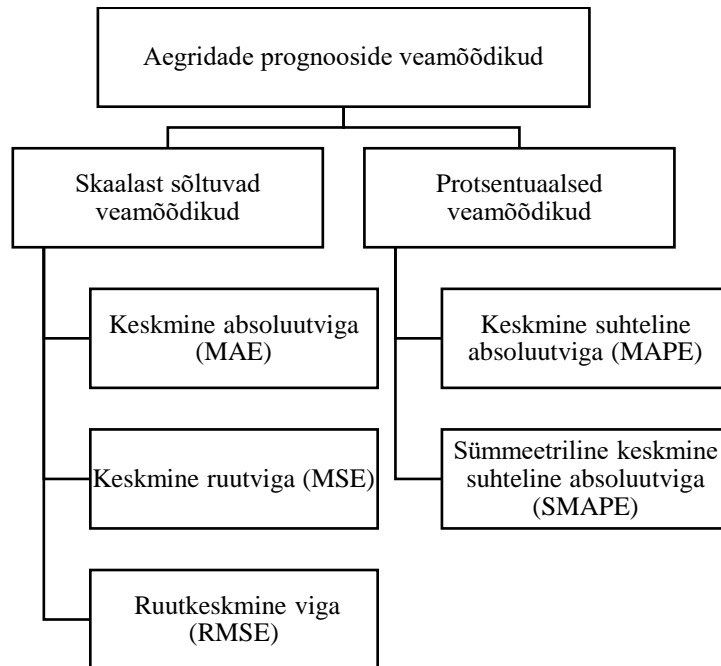 Aegridade prognooside veamõõdikud
Skaalast sõltuvad
veamõõdikud
Protsentuaalsed
veamõõdikud
Keskmine absoluutviga
(MAE)
Keskmine suhteline
absoluutviga (MAPE)
Keskmine ruutviga (MSE)
Sümmeetriline keskmine
suhteline absoluutviga
(SMAPE)
Ruutkeskmine viga
(RMSE)